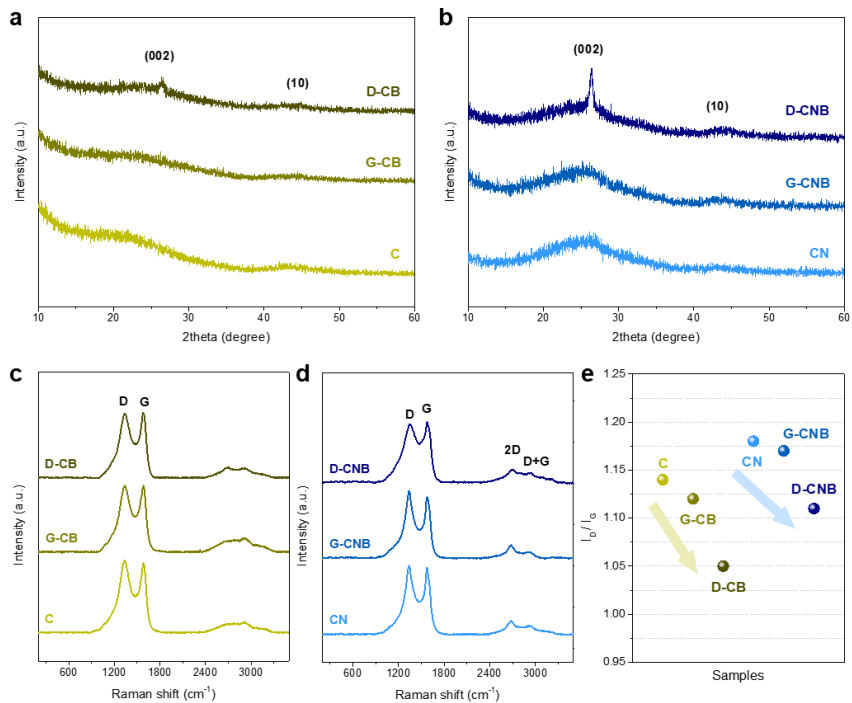 a
(002)
(10)
D-CB
G-CB
C
Intensity (a.u.)
10
20
30
40
50
60
2theta (degree)
b
(002)
(10)
D-CNB
G-CNB
CN
Intensity (a.u.)
10
20
30
40
50
60
2theta (degree)
c
D
G
D-CB
G-CB
C
Intensity (a.u.)
600
1200
1800
2400
3000
Raman shift (cm⁻¹)
d
D
G
2D
D+G
D-CNB
G-CNB
CN
Intensity (a.u.)
600
1200
1800
2400
3000
Raman shift (cm⁻¹)
e
1.25
1.20
1.15
1.10
1.05
1.00
0.95
I_D / I_G
C
G-CB
D-CB
CN
G-CNB
D-CNB
Samples